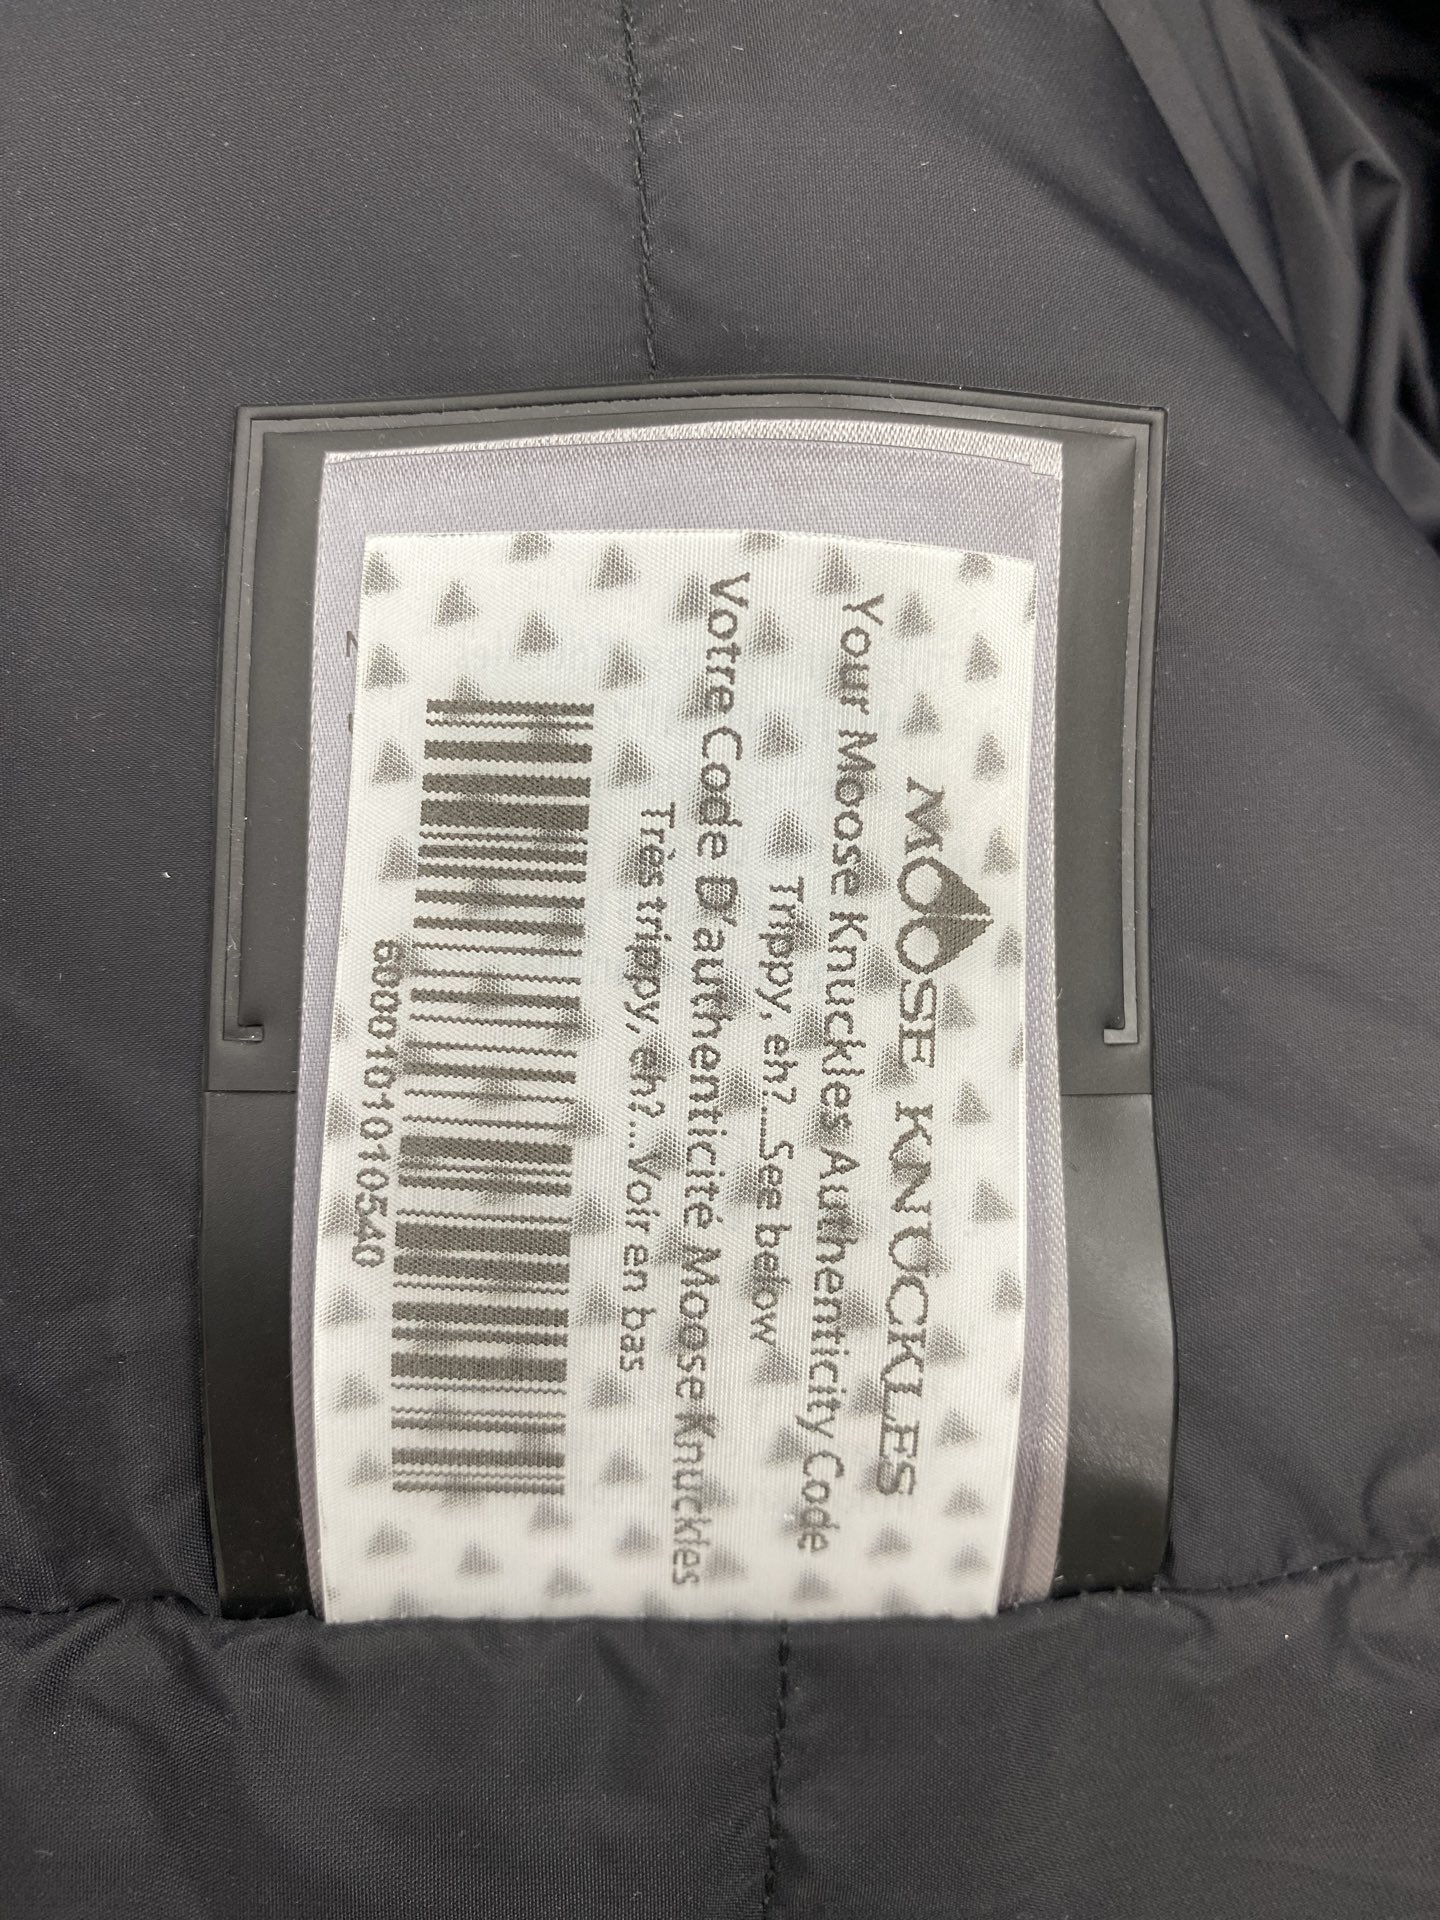 MOOSE KNUCKLES
Your Moose Knuckles Authenticity Code
Trippy, eh?....See below
Votre Code D'authenticité Moose Knuckles
Très trippy, eh?....Voir en bas
6000101010540